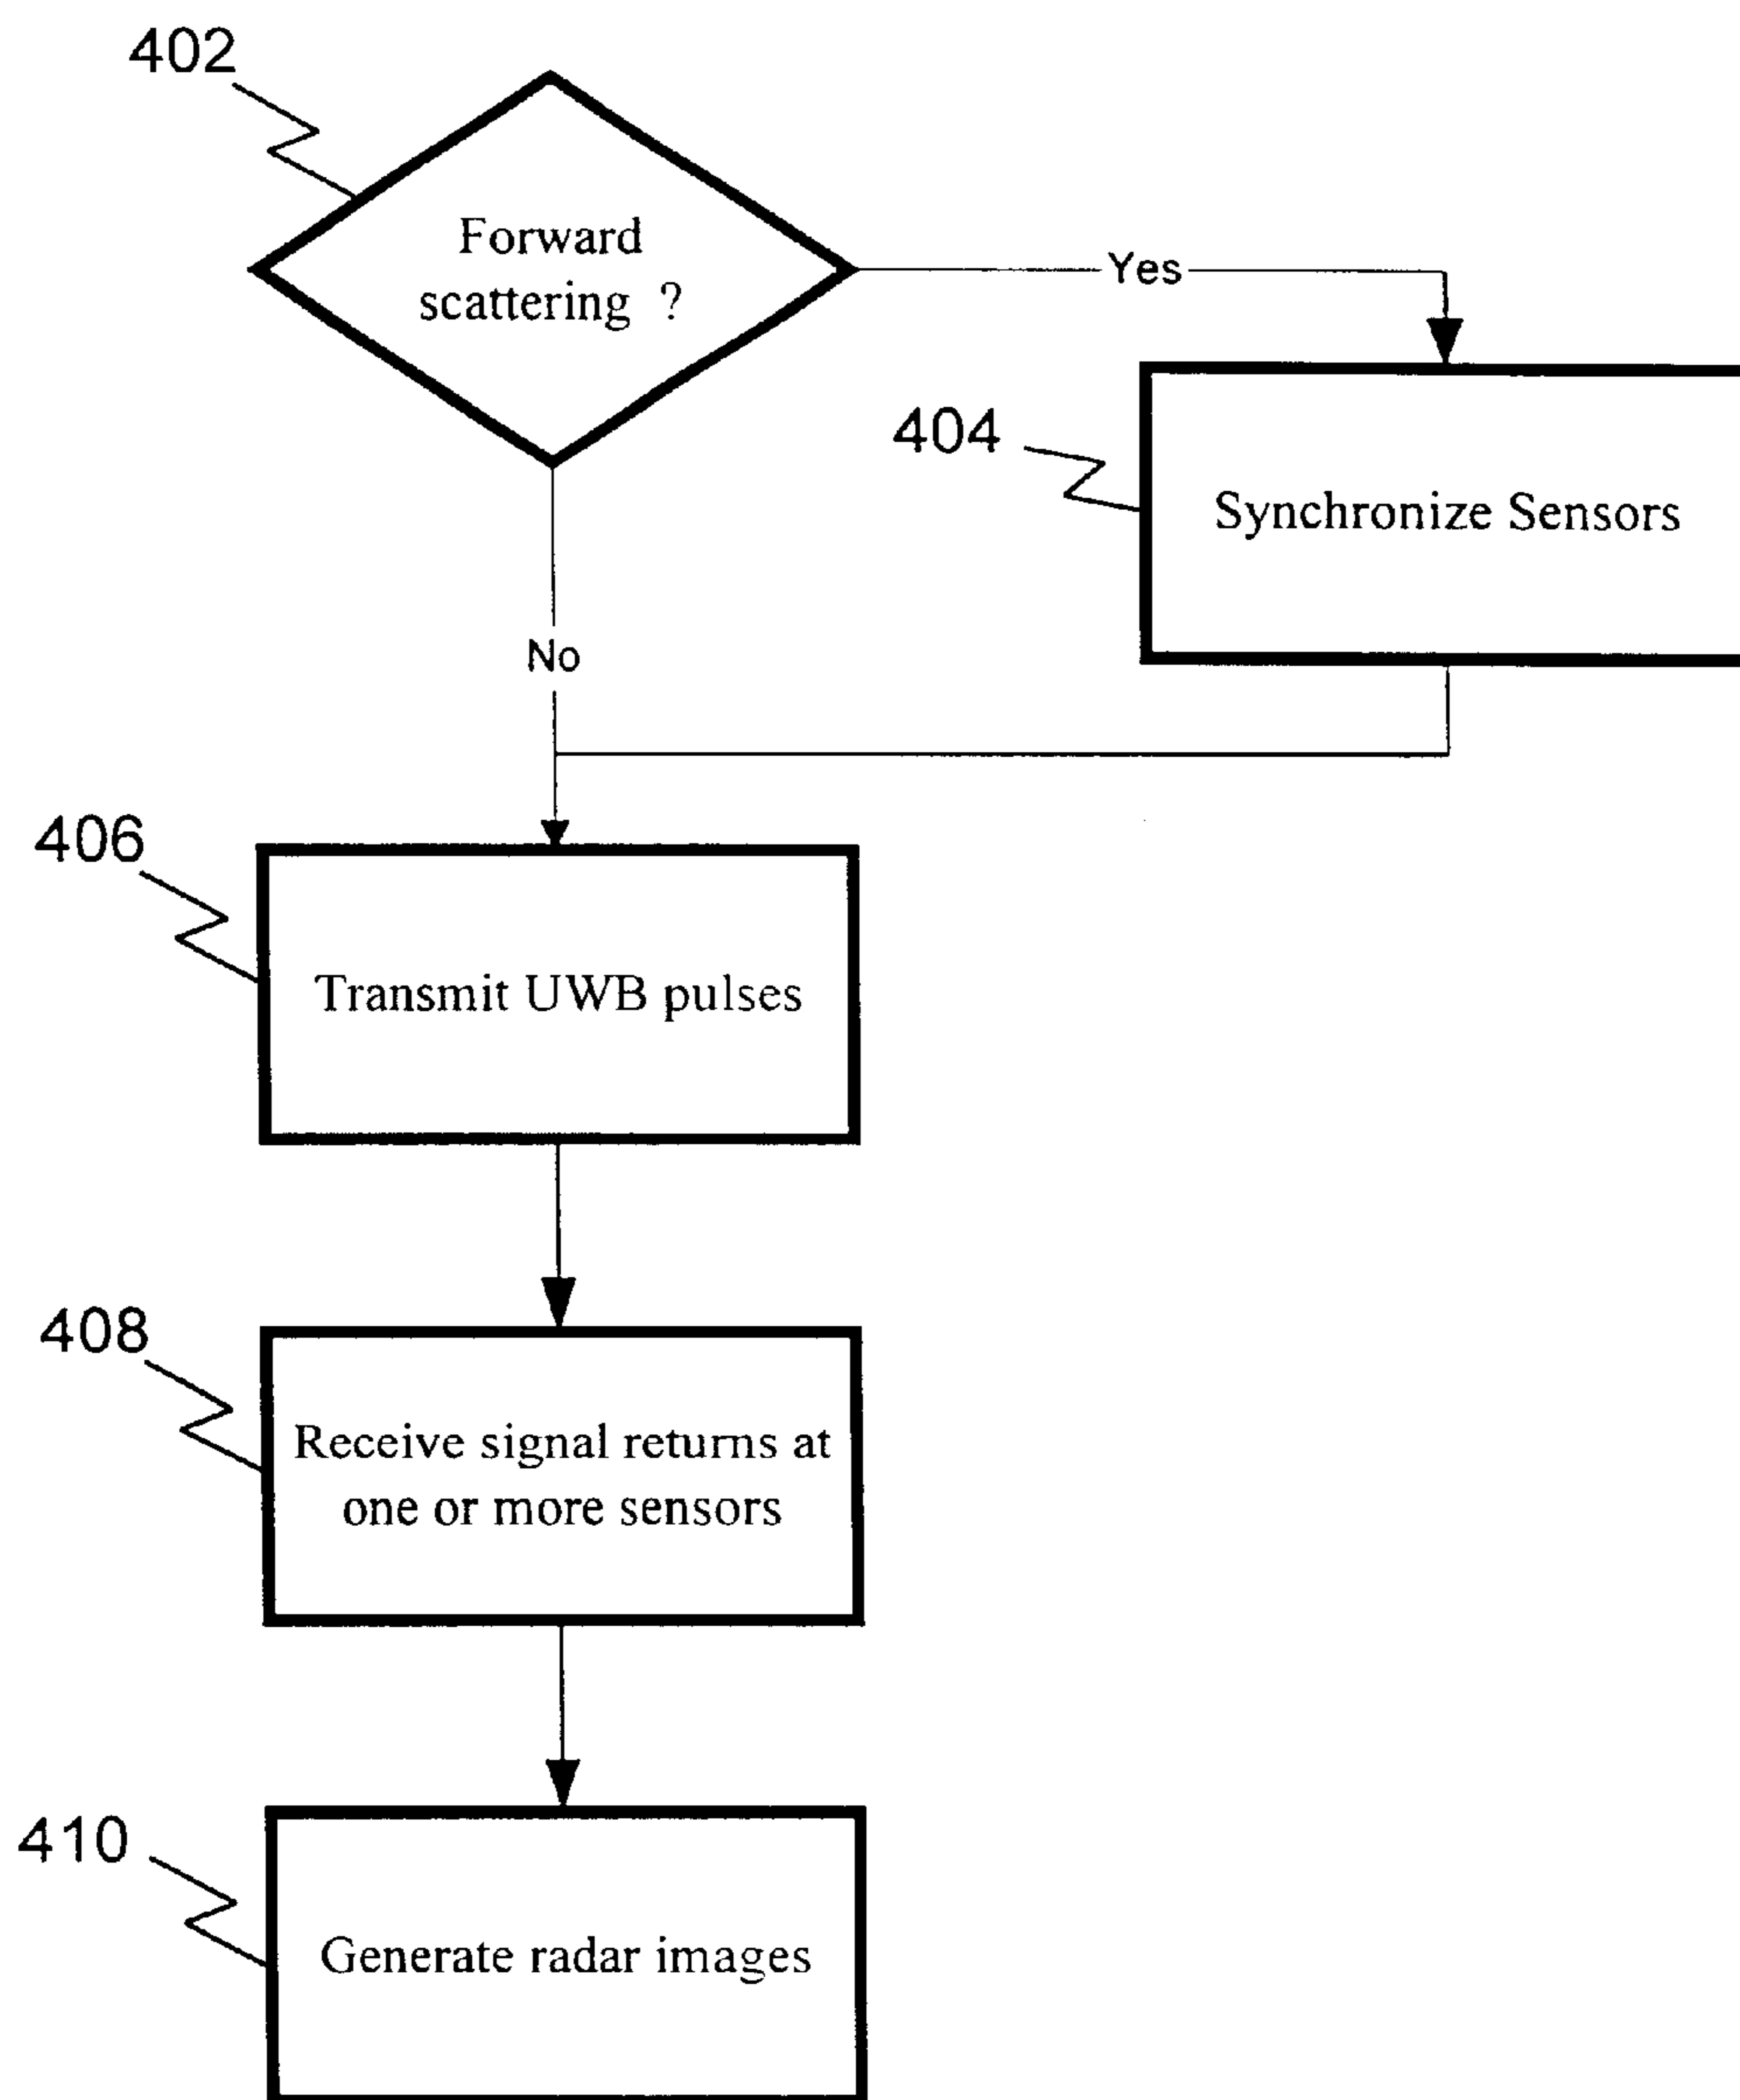 402
Forward
scattering ?
Yes
404
Synchronize Sensors
No
406
Transmit UWB pulses
408
Receive signal returns at
one or more sensors
410
Generate radar images